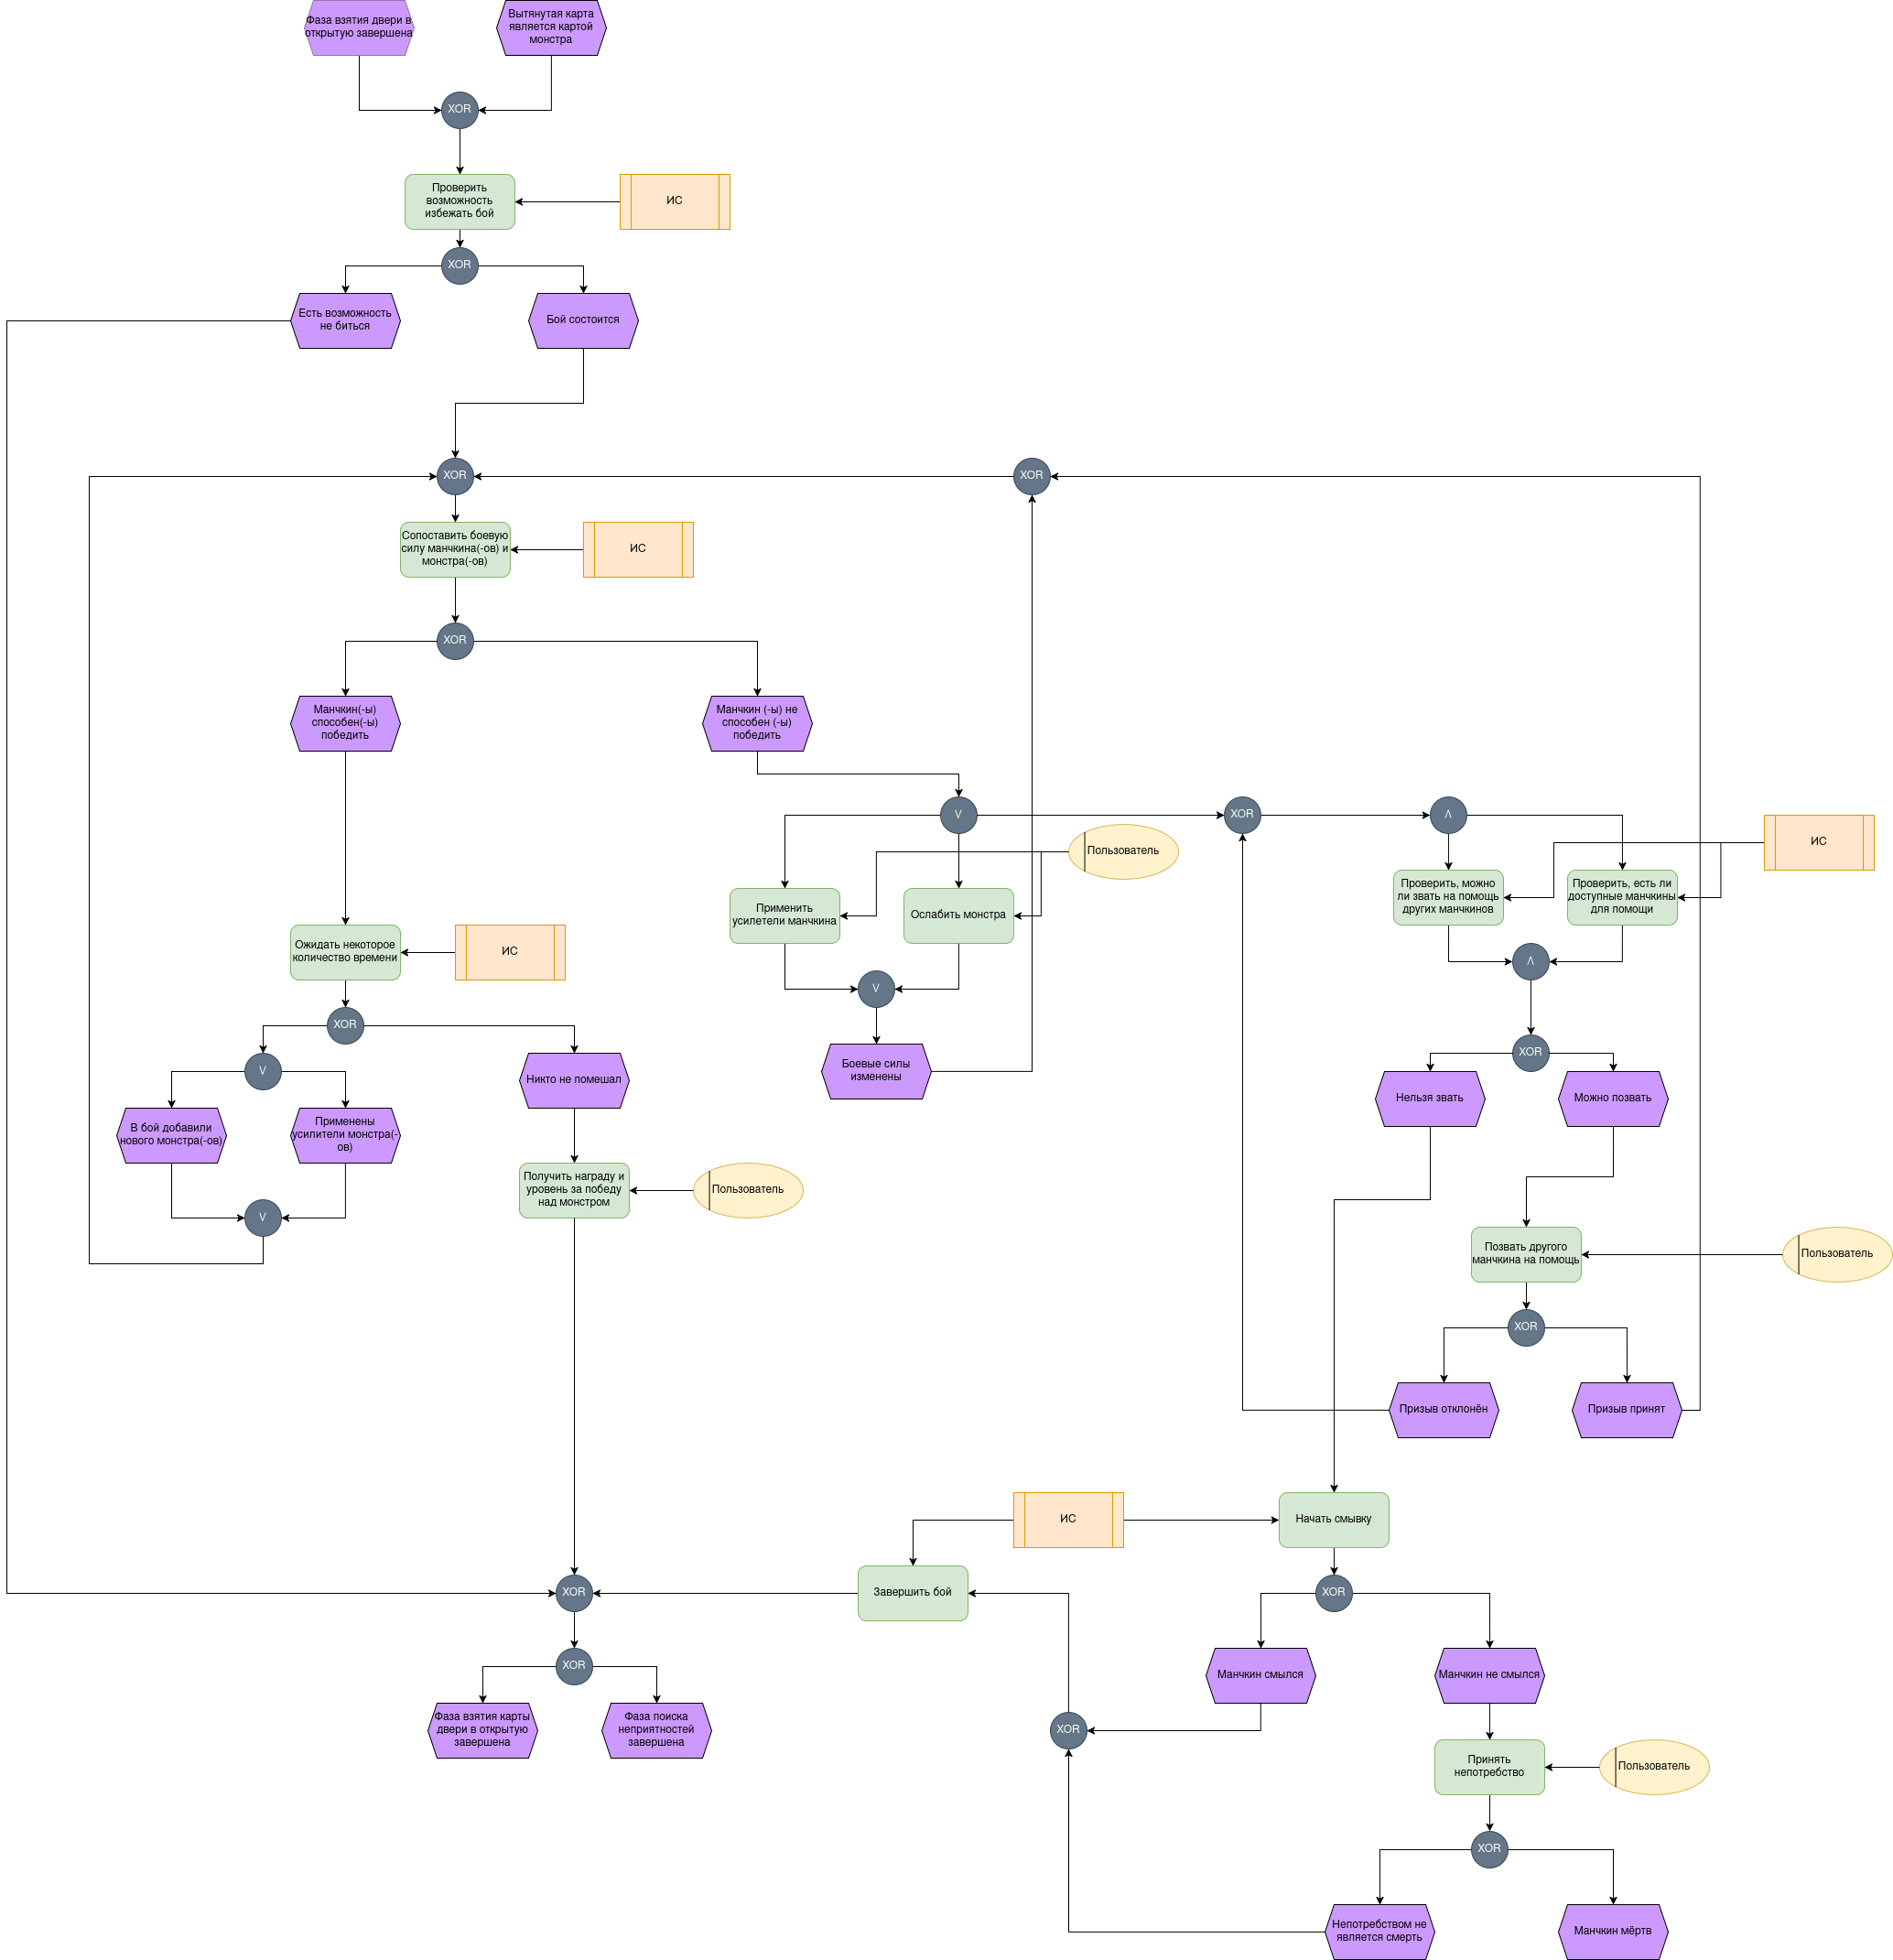 Фаза взятия двери в
открытую завершена
Вытянутая карта
является картой
монстра
XOR
Проверить
возможность
избежать бой
ИС
XOR
Есть возможность
не биться
Бой состоится
XOR
XOR
Сопоставить боевую
силу манчкина(-ов) и
монстра(-ов)
ИС
XOR
Манчкин(-ы)
способен(-ы)
победить
Манчкин (-ы) не
способен (-ы)
победить
V
XOR
Λ
ИС
Пользователь
Применить
усилетели манчкина
Ослабить монстра
Проверить, можно
ли звать на помощь
других манчкинов
Проверить, есть ли
доступные манчкины
для помощи
Ожидать некоторое
количество времени
ИС
V
Λ
XOR
XOR
V
Никто не помешал
Боевые силы
изменены
Нельзя звать
Можно позвать
В бой добавили
нового монстра(-ов)
Применены
усилители монстра(-
ов)
Получить награду и
уровень за победу
над монстром
Пользователь
V
Позвать другого
манчкина на помощь
Пользователь
XOR
Призыв отклонён
Призыв принят
ИС
Начать смывку
XOR
Завершить бой
XOR
XOR
Манчкин смылся
Манчкин не смылся
Фаза взятия карты
двери в открытую
завершена
Фаза поиска
неприятностей
завершена
XOR
Принять
непотребство
Пользователь
XOR
Непотребством не
является смерть
Манчкин мёртв